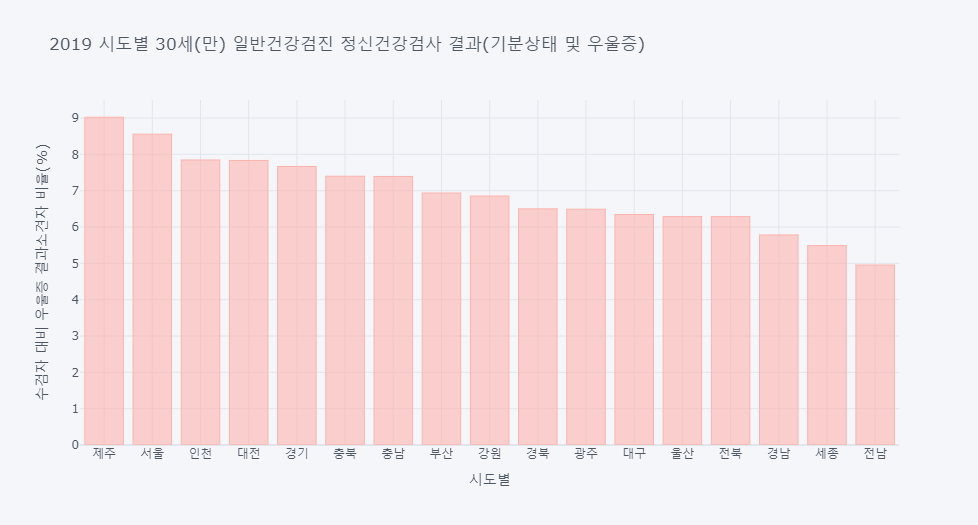 2019 시도별 30세(만) 일반건강검진 정신건강검사 결과(기분상태 및 우울증)
수검자 대비 우울증 결과소견자 비율(%)
9
8
7
6
5
4
3
2
1
0
제주 서울 인천 대전 경기 충북 충남 부산 강원 경북 광주 대구 울산 전북 경남 세종 전남
시도별